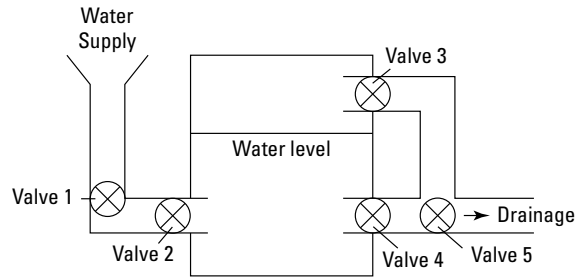 Water
Supply
Valve 3
Water level
Valve 1
Drainage
Valve 2
Valve 4
Valve 5